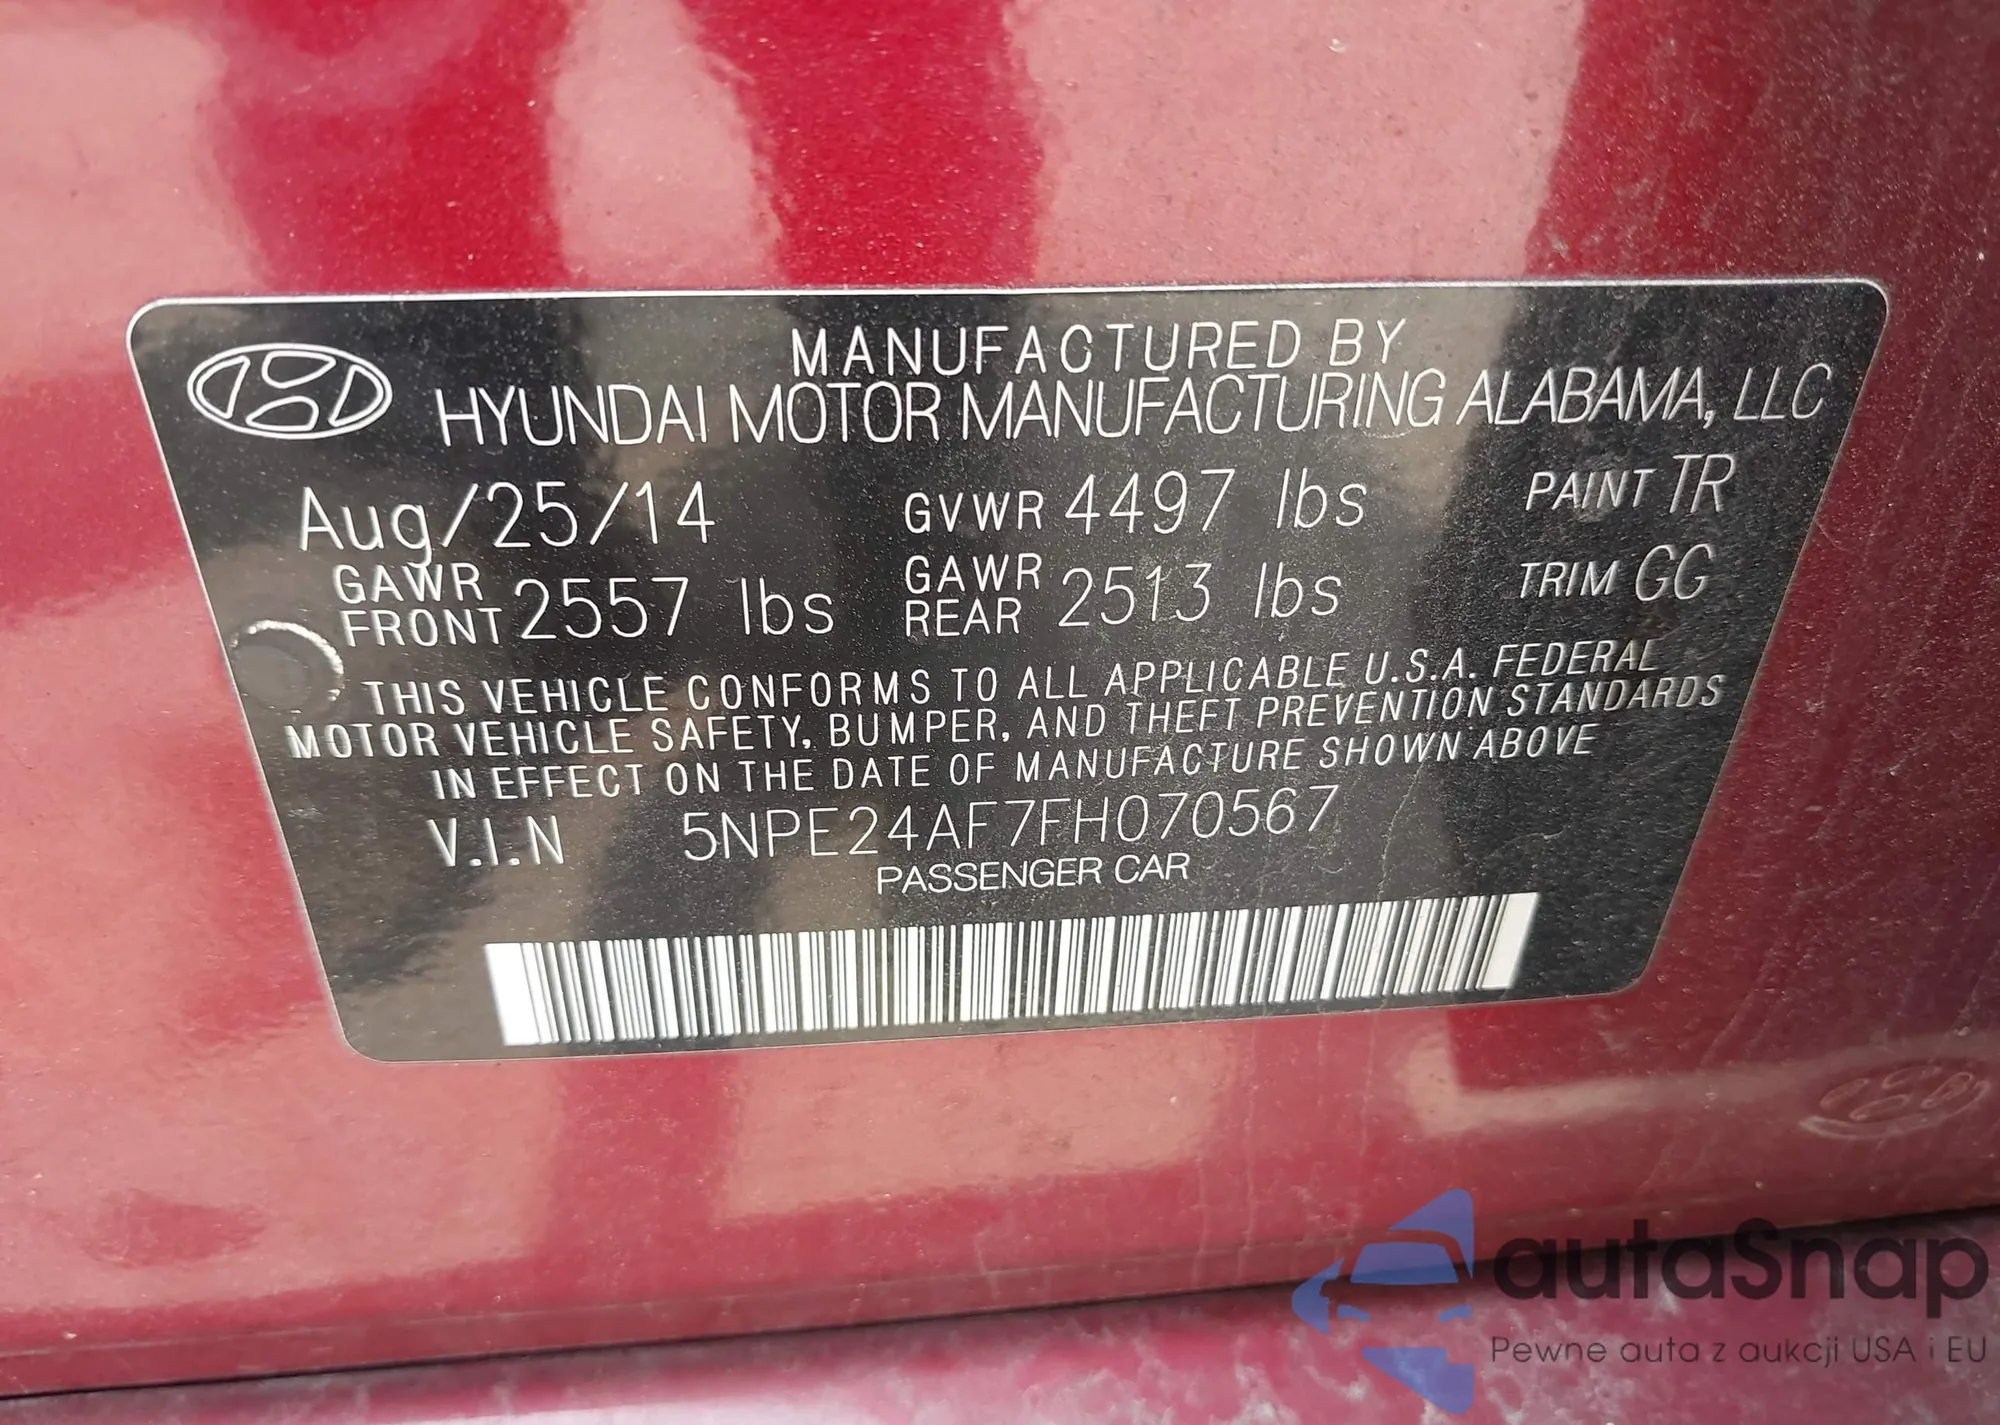 MANUFACTURED BY
HYUNDAI MOTOR MANUFACTURING ALABAMA, LLC
Aug/25/14 GVWR 4497 lbs PAINT TR
GAWR FRONT 2557 lbs GAWR REAR 2513 lbs TRIM GG
THIS VEHICLE CONFORMS TO ALL APPLICABLE U.S.A. FEDERAL
MOTOR VEHICLE SAFETY, BUMPER, AND THEFT PREVENTION STANDARDS
IN EFFECT ON THE DATE OF MANUFACTURE SHOWN ABOVE
V.I.N 5NPE24AF7FH070567
PASSENGER CAR
autaSnap
Pewne auta z aukcji USA i EU